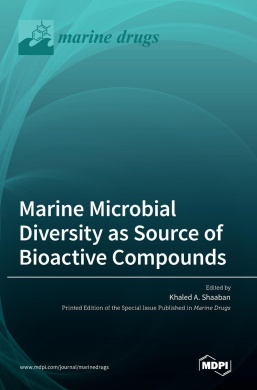 marine drugs
Marine Microbial
Diversity as Source of
Bioactive Compounds
Edited by
Khaled A. Shaaban
Printed Edition of the Special Issue Published in Marine Drugs
www.mdpi.com/journal/marinedrugs
MDPI